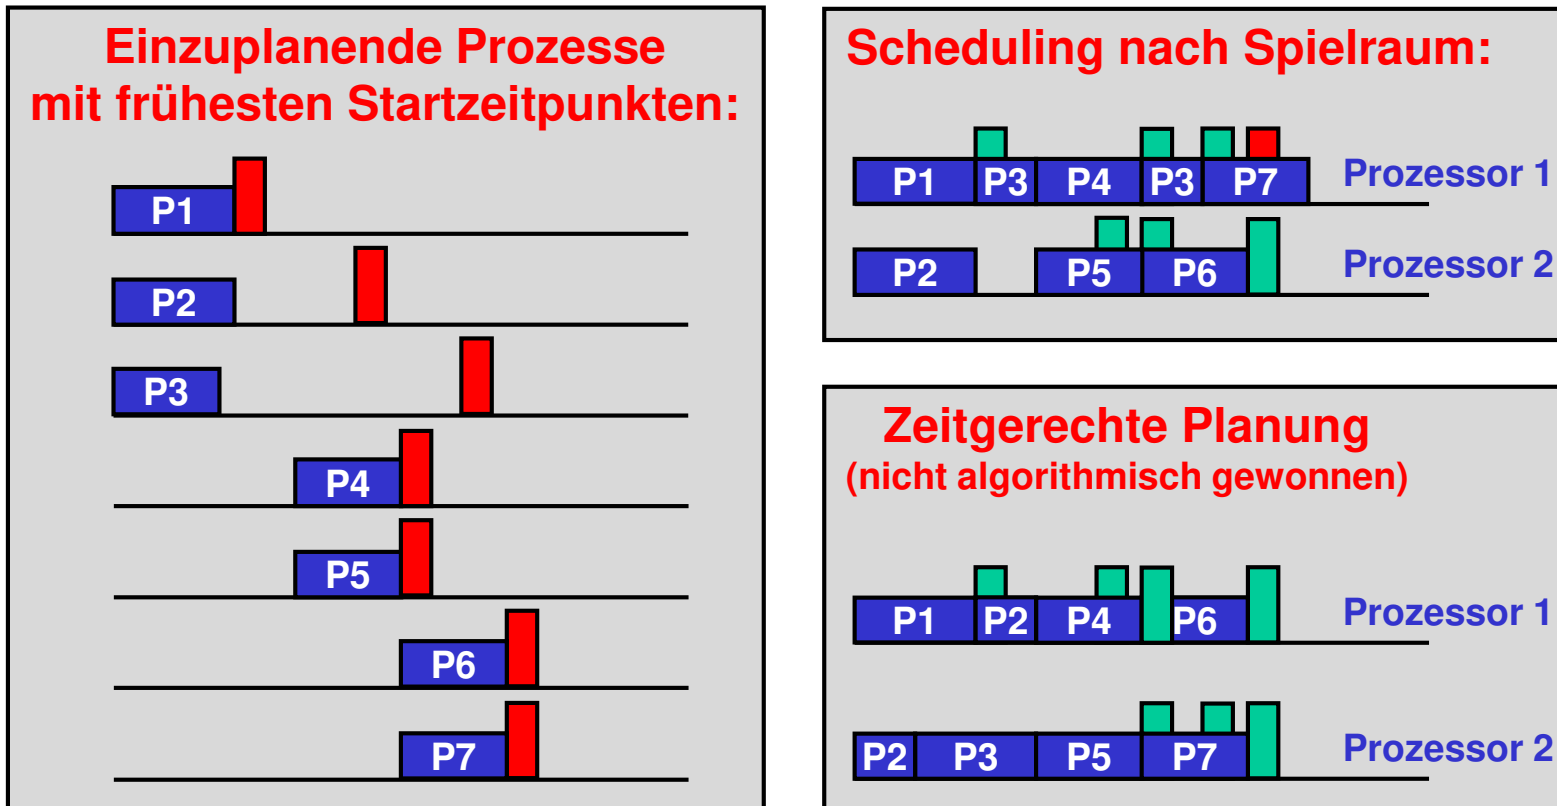 Einzuplanende Prozesse
mit frühesten Startzeitpunkten:
P1
P2
P3
P4
P5
P6
P7
Scheduling nach Spielraum:
P1 P3 P4 P3 P7 Prozessor 1
P2 P5 P6 Prozessor 2
Zeitgerechte Planung
(nicht algorithmisch gewonnen)
P1 P2 P4 P6 Prozessor 1
P2 P3 P5 P7 Prozessor 2